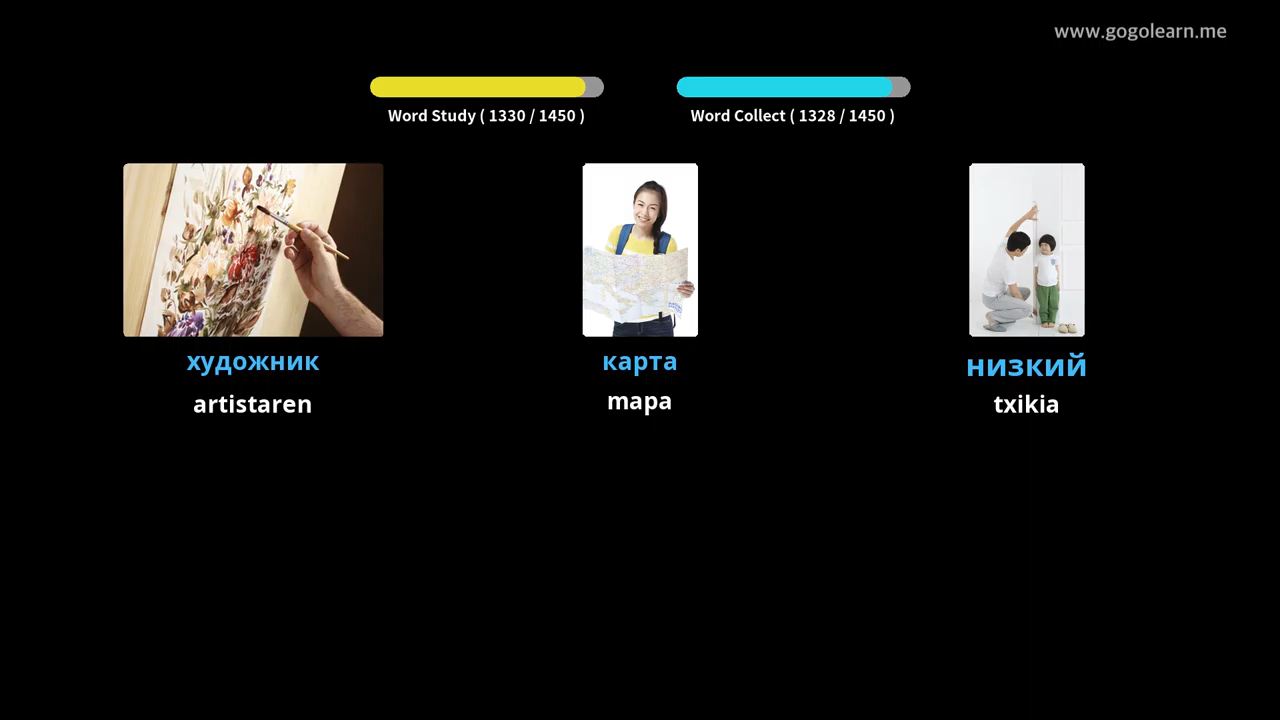 www.gogolearn.me
Word Study ( 1330 / 1450 )
Word Collect ( 1328 / 1450 )
художник
карта
низкий
artistaren
mapa
txikia